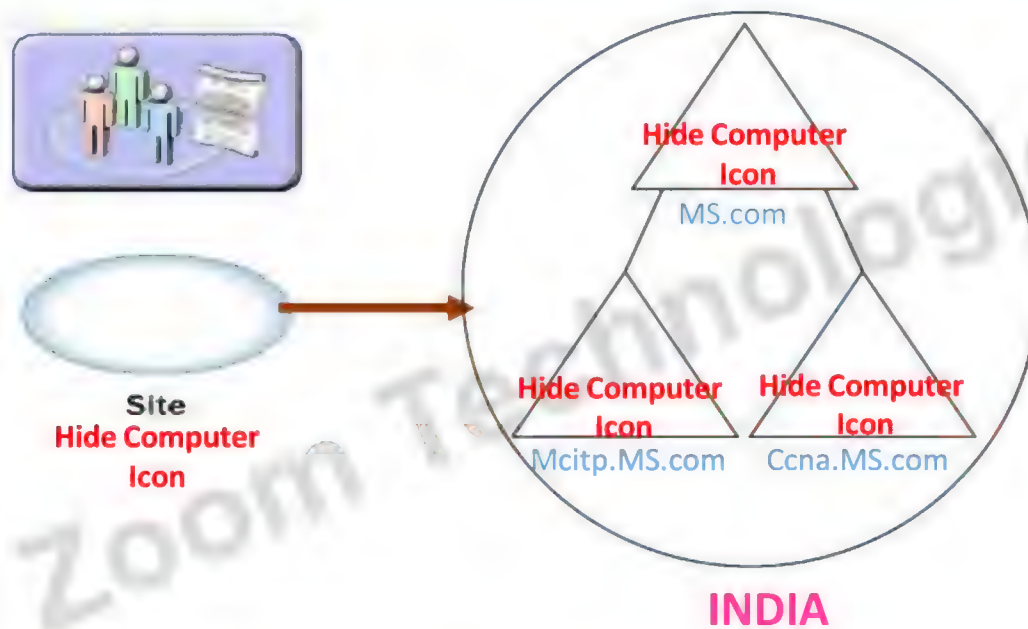 Hide Computer
Icon
MS.com
Site
Hide Computer
Icon
Hide Computer
Icon
Mcitp.MS.com
Hide Computer
Icon
Ccna.MS.com
INDIA
Zoom Technologi